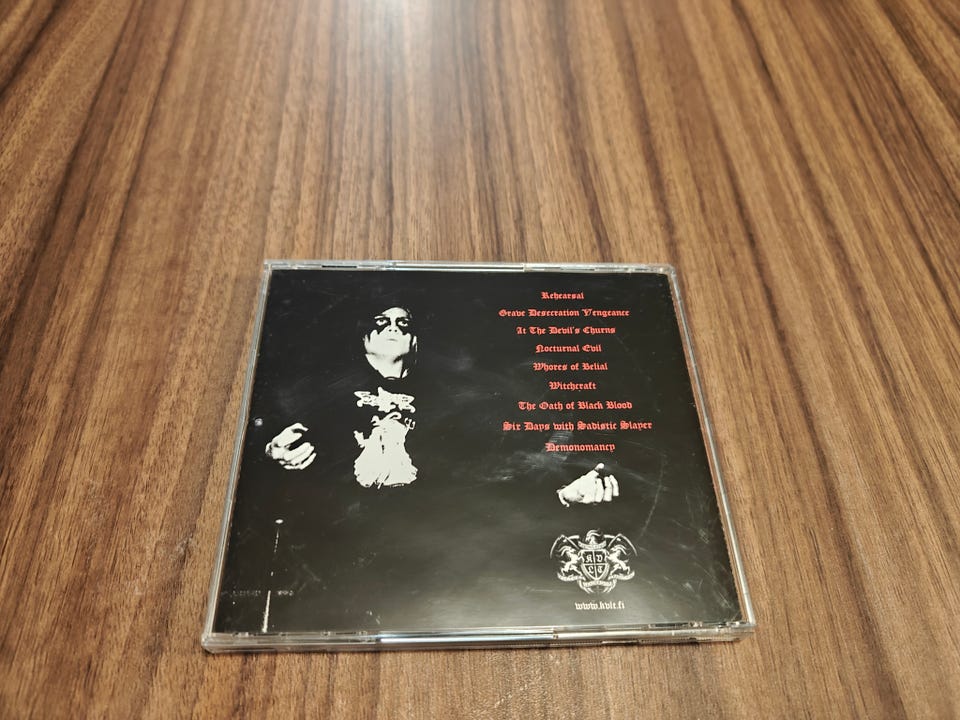 Rehearsal
Grave Desecration Vengeance
At The Devil's Churns
Nocturnal Evil
Whores of Belial
Witchcraft
The Oath of Black Blood
Six Days with Sadistic Slayer
Demonomancy
K V
L T
www.kvlt.fi